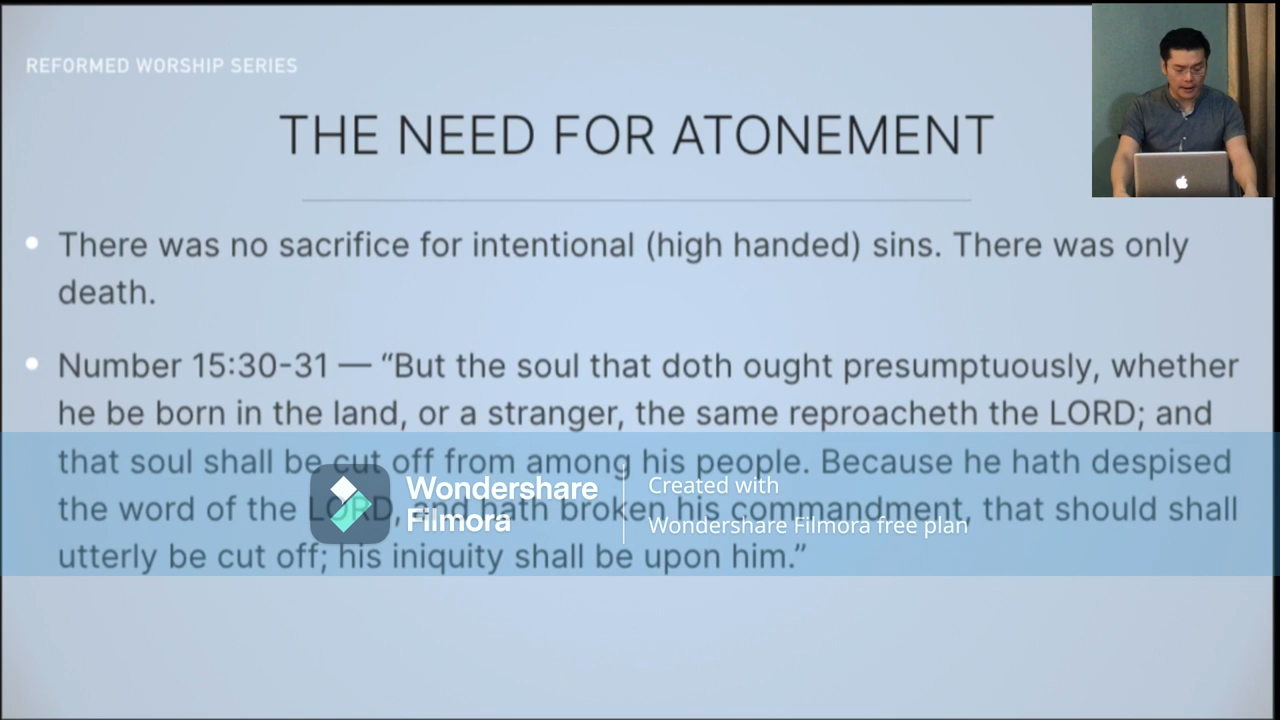 REFORMED WORSHIP SERIES
THE NEED FOR ATONEMENT
There was no sacrifice for intentional (high handed) sins. There was only
death.
Number 15:30-31 — “But the soul that doth ought presumptuously, whether
he be born in the land, or a stranger, the same reproacheth the LORD; and
that soul shall be cut off from among his people. Because he hath despised
the word of the LORD, and hath broken his commandment, that should shall
utterly be cut off; his iniquity shall be upon him.”
Wondershare
Filmora
Created with
Wondershare Filmora free plan